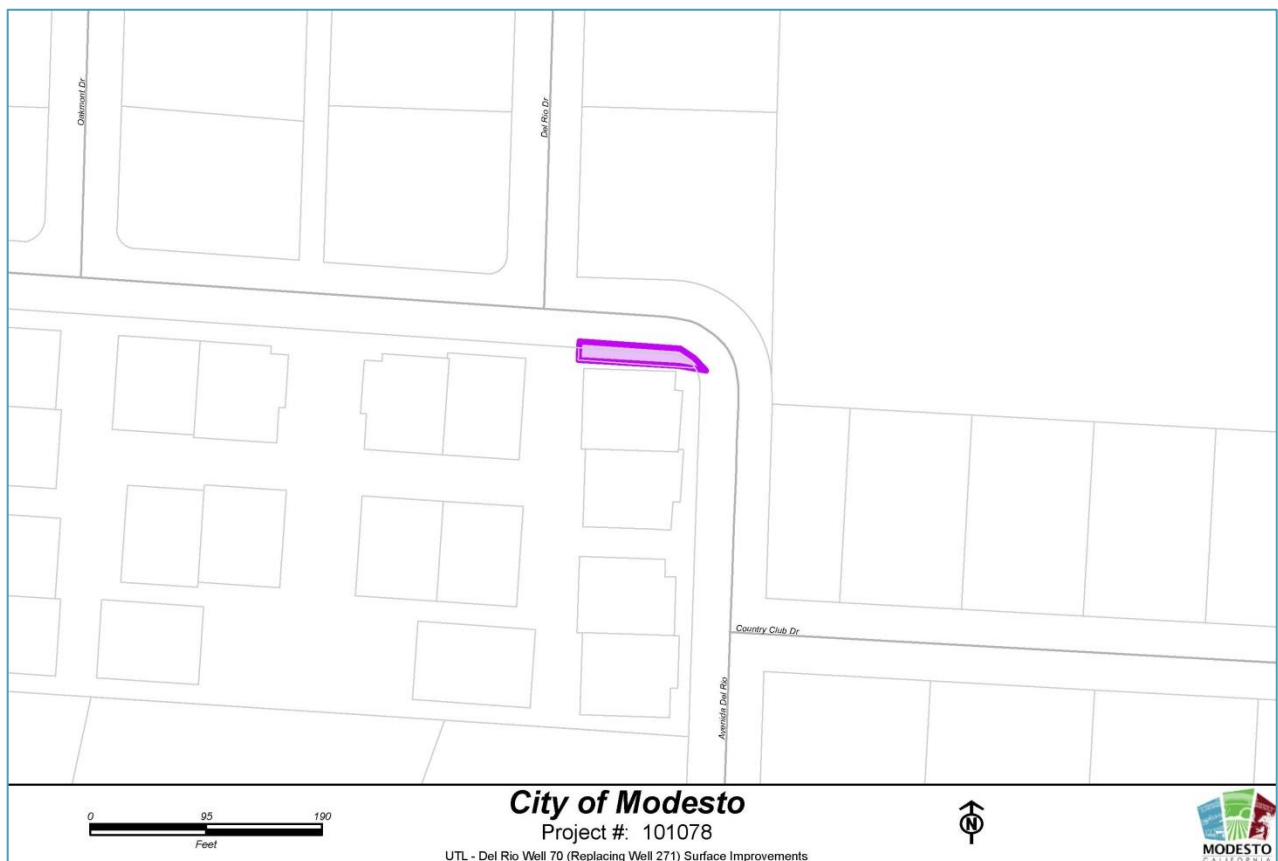 Oakmont Dr
Del Rio Dr
Country Club Dr
Avenida Del Rio
0 95 190
Feet
City of Modesto
Project #: 101078
UTL - Del Rio Well 70 (Replacing Well 271) Surface Improvements
N
MODESTO
CALIFORNIA